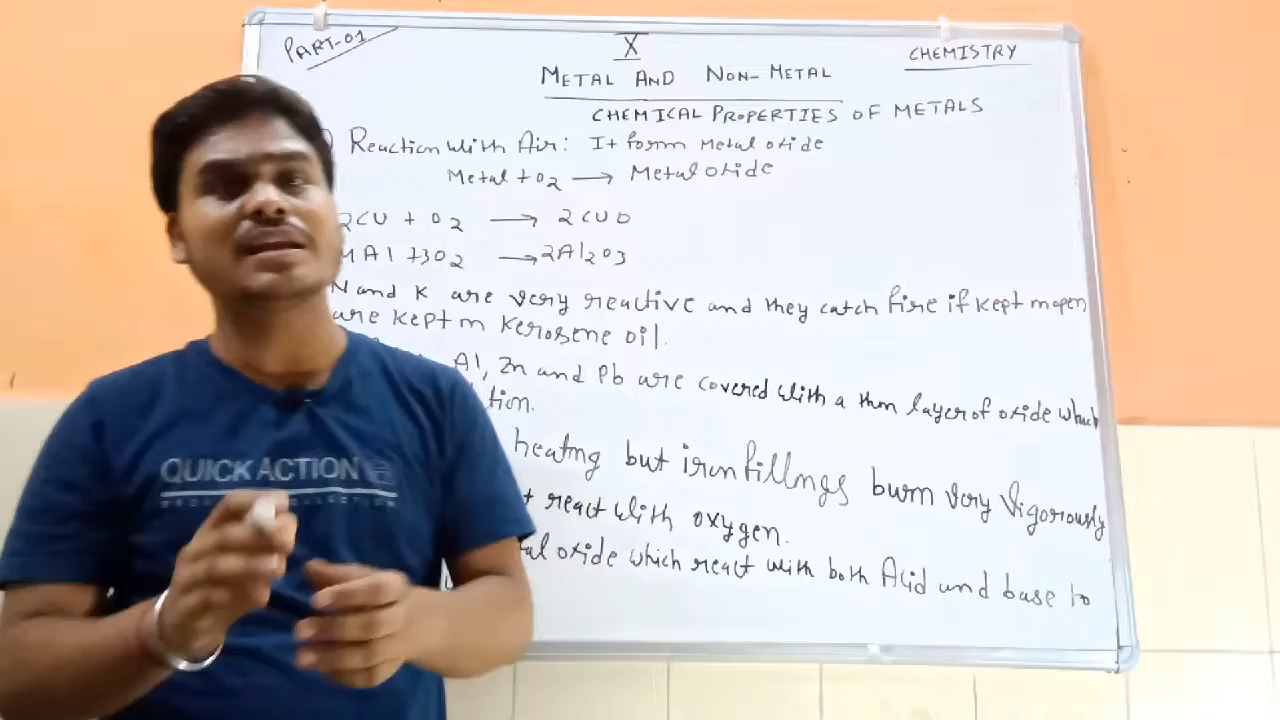 PART-01
X
CHEMISTRY
METAL AND NON-METAL
CHEMICAL PROPERTIES OF METALS
Reaction with Air: It form Metal oxide
Metal + O2 → Metal oxide
2CU + O2 → 2CUO
4Al + 3O2 → 2Al2O3
and K are very reactive and they catch fire if kept in open
are kept in kerosene oil.
Al, Zn and Pb are covered with a thin layer of oxide which
tion.
heating but iron fillings burn very vigorously
t react with oxygen.
tal oxide which react with both Acid and base to
QUICK ACTION